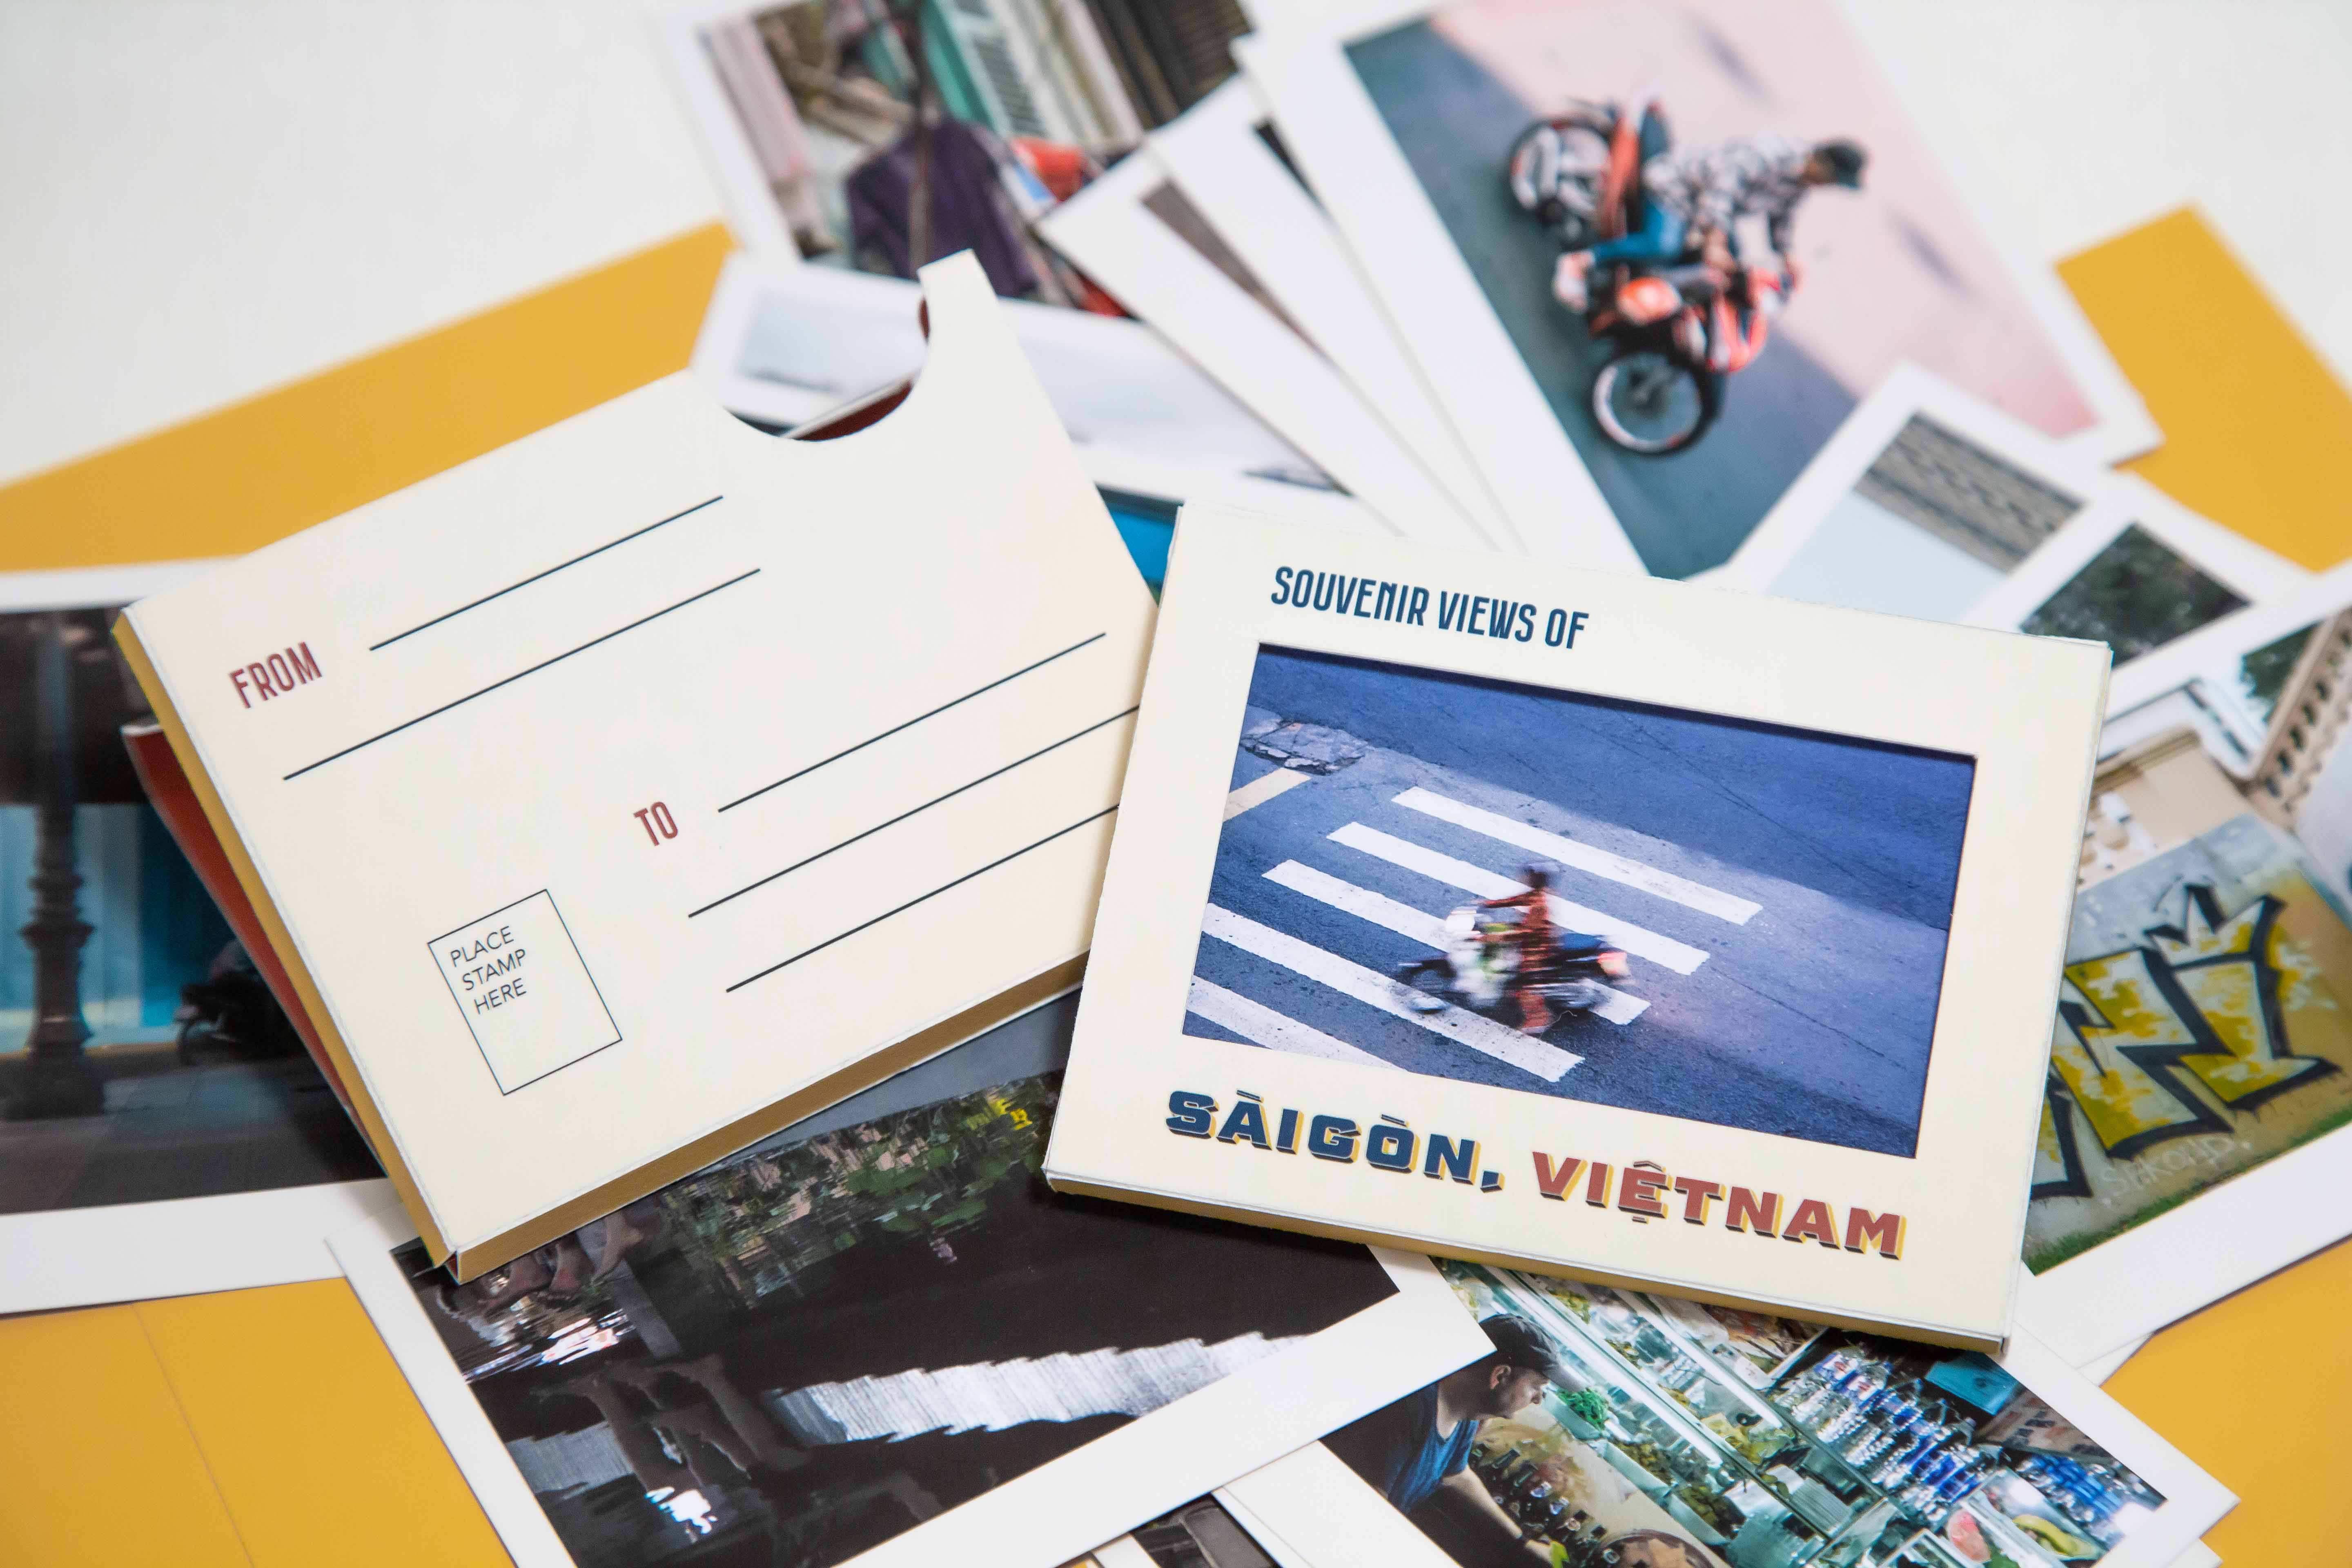 FROM
TO
PLACE
STAMP
HERE
SOUVENIR VIEWS OF
SÀIGÒN, VIỆTNAM